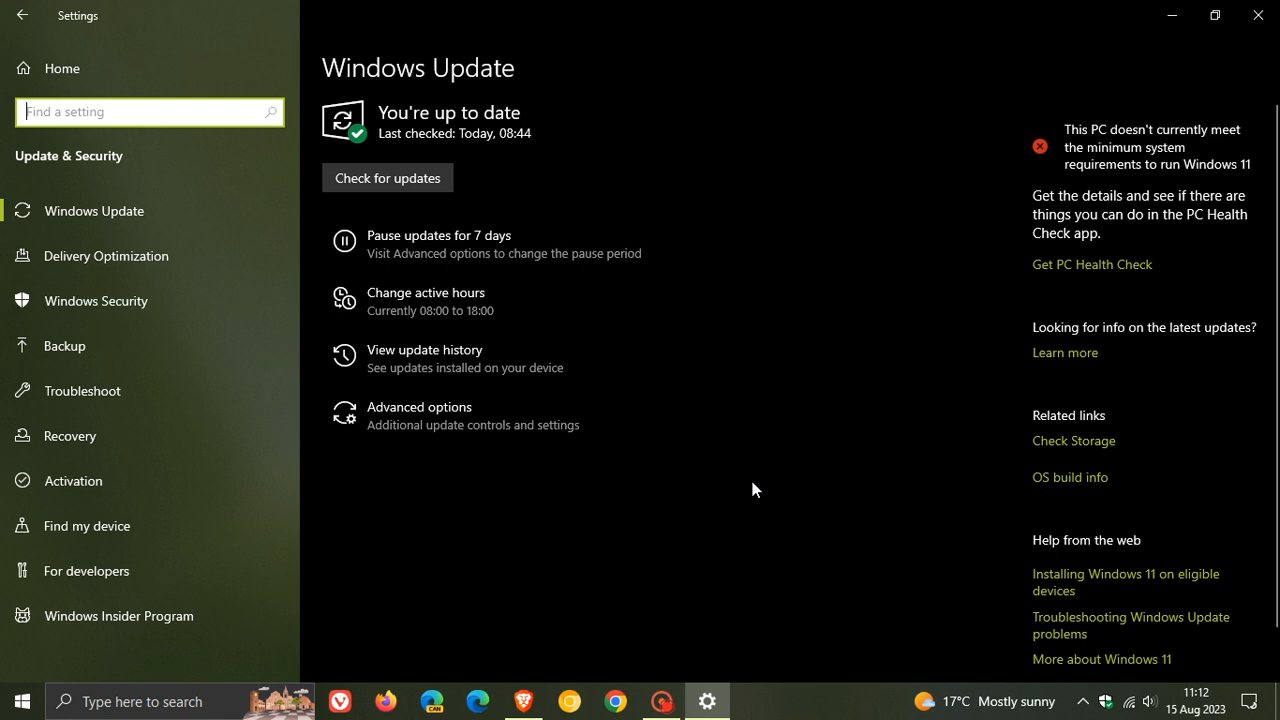 Settings
Home
Find a setting
Update & Security
Windows Update
Delivery Optimization
Windows Security
Backup
Troubleshoot
Recovery
Activation
Find my device
For developers
Windows Insider Program
Windows Update
You're up to date
Last checked: Today, 08:44
Check for updates
Pause updates for 7 days
Visit Advanced options to change the pause period
Change active hours
Currently 08:00 to 18:00
View update history
See updates installed on your device
Advanced options
Additional update controls and settings
This PC doesn't currently meet
the minimum system
requirements to run Windows 11
Get the details and see if there are
things you can do in the PC Health
Check app.
Get PC Health Check
Looking for info on the latest updates?
Learn more
Related links
Check Storage
OS build info
Help from the web
Installing Windows 11 on eligible
devices
Troubleshooting Windows Update
problems
More about Windows 11
Type here to search
CAN
17°C Mostly sunny
11:12
15 Aug 2023